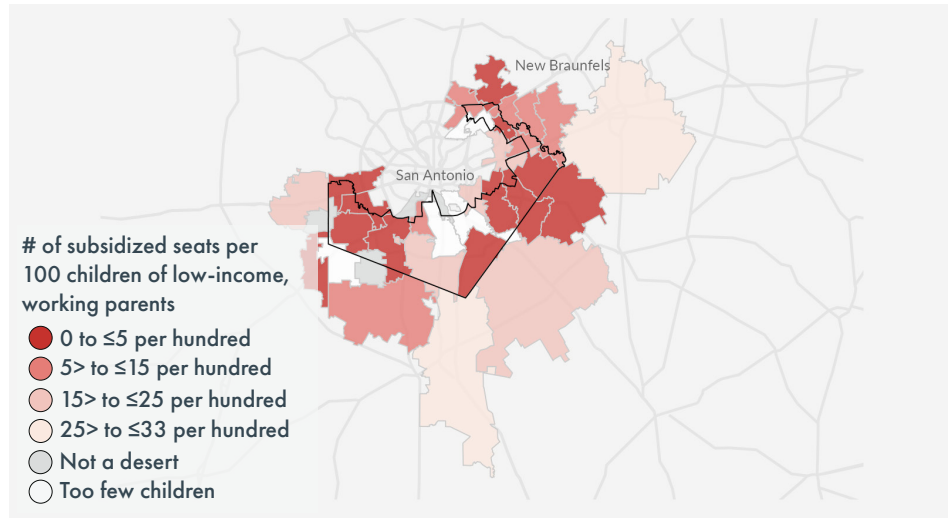 New Braunfels
San Antonio
# of subsidized seats per
100 children of low-income,
working parents
0 to ≤5 per hundred
5> to ≤15 per hundred
15> to ≤25 per hundred
25> to ≤33 per hundred
Not a desert
Too few children